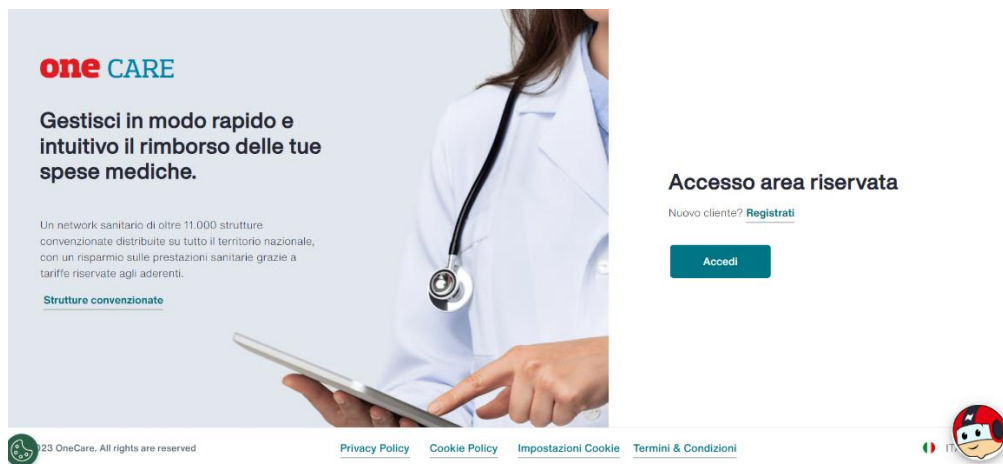 one CARE
Gestisci in modo rapido e
intuitivo il rimborso delle tue
spese mediche.
Un network sanitario di oltre 11.000 strutture
convenzionate distribuite su tutto il territorio nazionale,
con un risparmio sulle prestazioni sanitarie grazie a
tariffe riservate agli aderenti.
Strutture convenzionate
Accesso area riservata
Nuovo cliente? Registrati
Accedi
23 OneCare. All rights are reserved
Privacy Policy Cookie Policy Impostazioni Cookie Termini & Condizioni